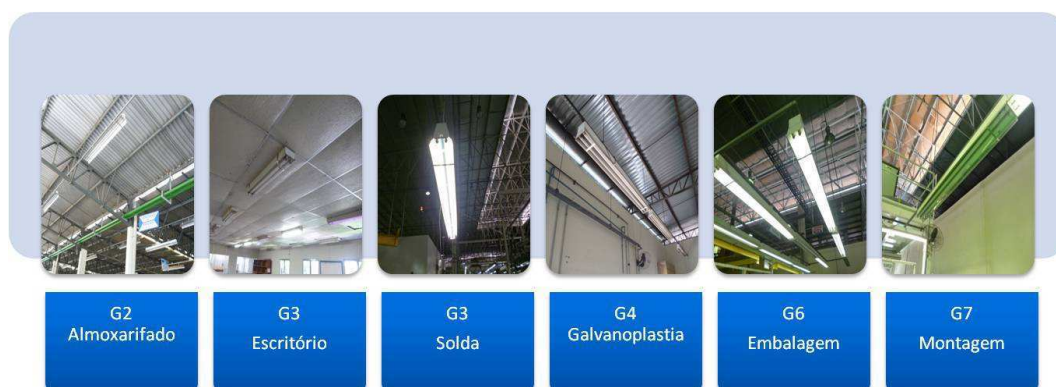 G2
Almoxarifado
G3
Escritório
G3
Solda
G4
Galvanoplastia
G6
Embalagem
G7
Montagem